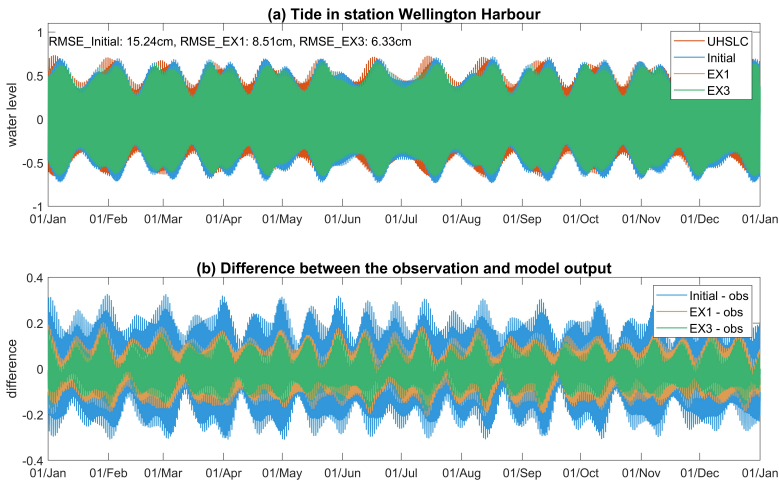 (a) Tide in station Wellington Harbour
RMSE_Initial: 15.24cm, RMSE_EX1: 8.51cm, RMSE_EX3: 6.33cm
UHSLC
Initial
EX1
EX3
1
0.5
0
-0.5
-1
water level
01/Jan 01/Feb 01/Mar 01/Apr 01/May 01/Jun 01/Jul 01/Aug 01/Sep 01/Oct 01/Nov 01/Dec 01/Jan
(b) Difference between the observation and model output
Initial - obs
EX1 - obs
EX3 - obs
0.4
0.2
0
-0.2
-0.4
difference
01/Jan 01/Feb 01/Mar 01/Apr 01/May 01/Jun 01/Jul 01/Aug 01/Sep 01/Oct 01/Nov 01/Dec 01/Jan